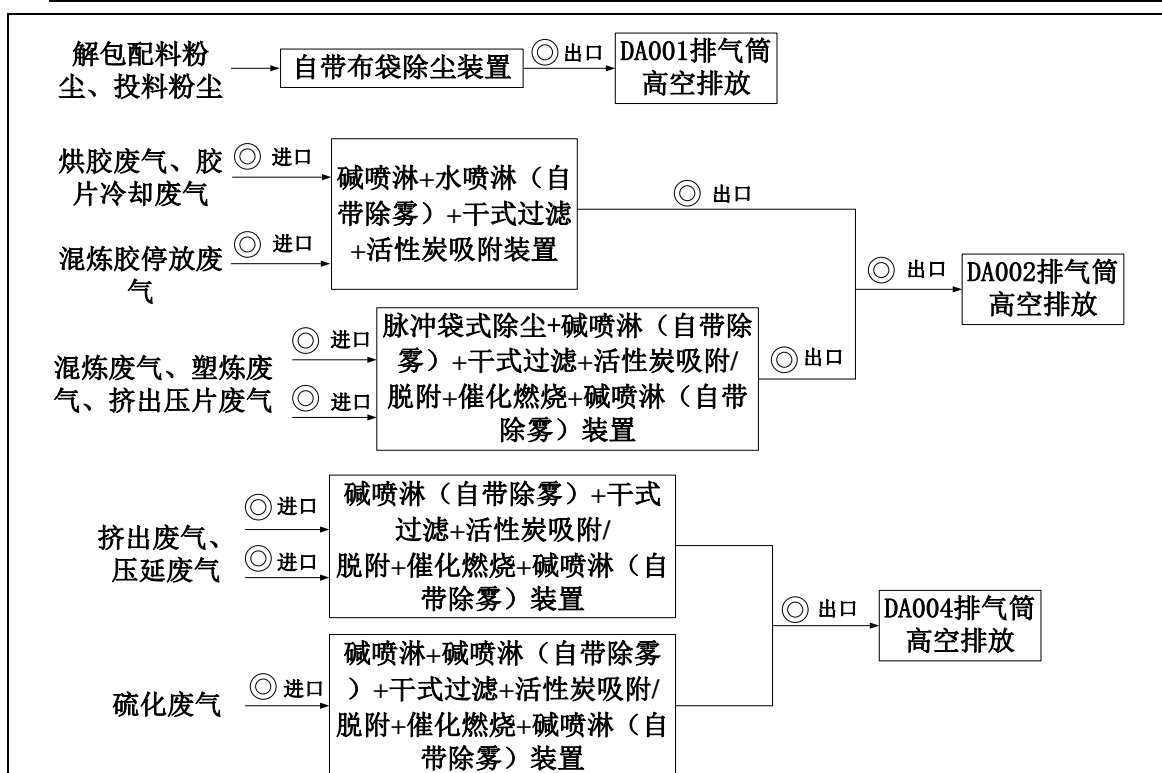 解包配料粉
尘、投料粉尘
自带布袋除尘装置
◎ 出口
DA001排气筒
高空排放
烘胶废气、胶
片冷却废气
◎ 进口
混炼胶停放废
气
◎ 进口
碱喷淋+水喷淋（自
带除雾）+干式过滤
+活性炭吸附装置
◎ 出口
混炼废气、塑炼废
气、挤出压片废气
◎ 进口
◎ 进口
脉冲袋式除尘+碱喷淋（自带除
雾）+干式过滤+活性炭吸附/
脱附+催化燃烧+碱喷淋（自带
除雾）装置
◎ 出口
◎ 出口
DA002排气筒
高空排放
挤出废气、
压延废气
◎ 进口
◎ 进口
碱喷淋（自带除雾）+干式
过滤+活性炭吸附/
脱附+催化燃烧+碱喷淋（自
带除雾）装置
硫化废气
◎ 进口
碱喷淋+碱喷淋（自带除雾
）+干式过滤+活性炭吸附/
脱附+催化燃烧+碱喷淋（自
带除雾）装置
◎ 出口
DA004排气筒
高空排放